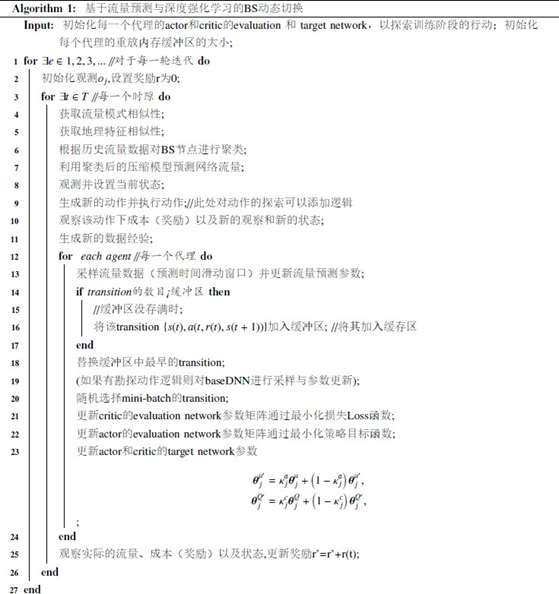 Algorithm 1: 基于流量预测与深度强化学习的BS动态切换
Input: 初始化每一个代理的actor和critic的evaluation 和 target network，以探索训练阶段的行动；初始化
每个代理的重放内存缓冲区的大小;
1 for ∃e ∈ 1, 2, 3, ... //对于每一轮迭代 do
2 初始化观测o_j,设置奖励r为0;
3 for ∃t ∈ T //每一个时隙 do
4 获取流量模式相似性;
5 获取地理特征相似性;
6 根据历史流量数据对BS节点进行聚类;
7 利用聚类后的压缩模型预测网络流量;
8 观测并设置当前状态;
9 生成新的动作并执行动作;//此处对动作的探索可以添加逻辑
10 观察该动作下成本（奖励）以及新的观察和新的状态;
11 生成新的数据经验;
12 for each agent //每一个代理 do
13 采样流量数据（预测时间滑动窗口）并更新流量预测参数;
14 if transition的数目¡缓冲区 then
15 //缓冲区没存满时;
16 将该transition {s(t), a(t, r(t), s(t + 1))}加入缓冲区; //将其加入缓存区
17 end
18 替换缓冲区中最早的transition;
19 (如果有勘探动作逻辑则对baseDNN进行采样与参数更新);
20 随机选择mini-batch的transition;
21 更新critic的evaluation network参数矩阵通过最小化损失Loss函数;
22 更新actor的evaluation network参数矩阵通过最小化策略目标函数;
23 更新actor和critic的target network参数
θ_j^{μ'} = κ_j^a θ_j^μ + (1 − κ_j^a) θ_j^{μ'},
θ_j^{Q'} = κ_j^c θ_j^Q + (1 − κ_j^c) θ_j^{Q'},
;
24 end
25 观察实际的流量、成本（奖励）以及状态,更新奖励r'=r'+r(t);
26 end
27 end